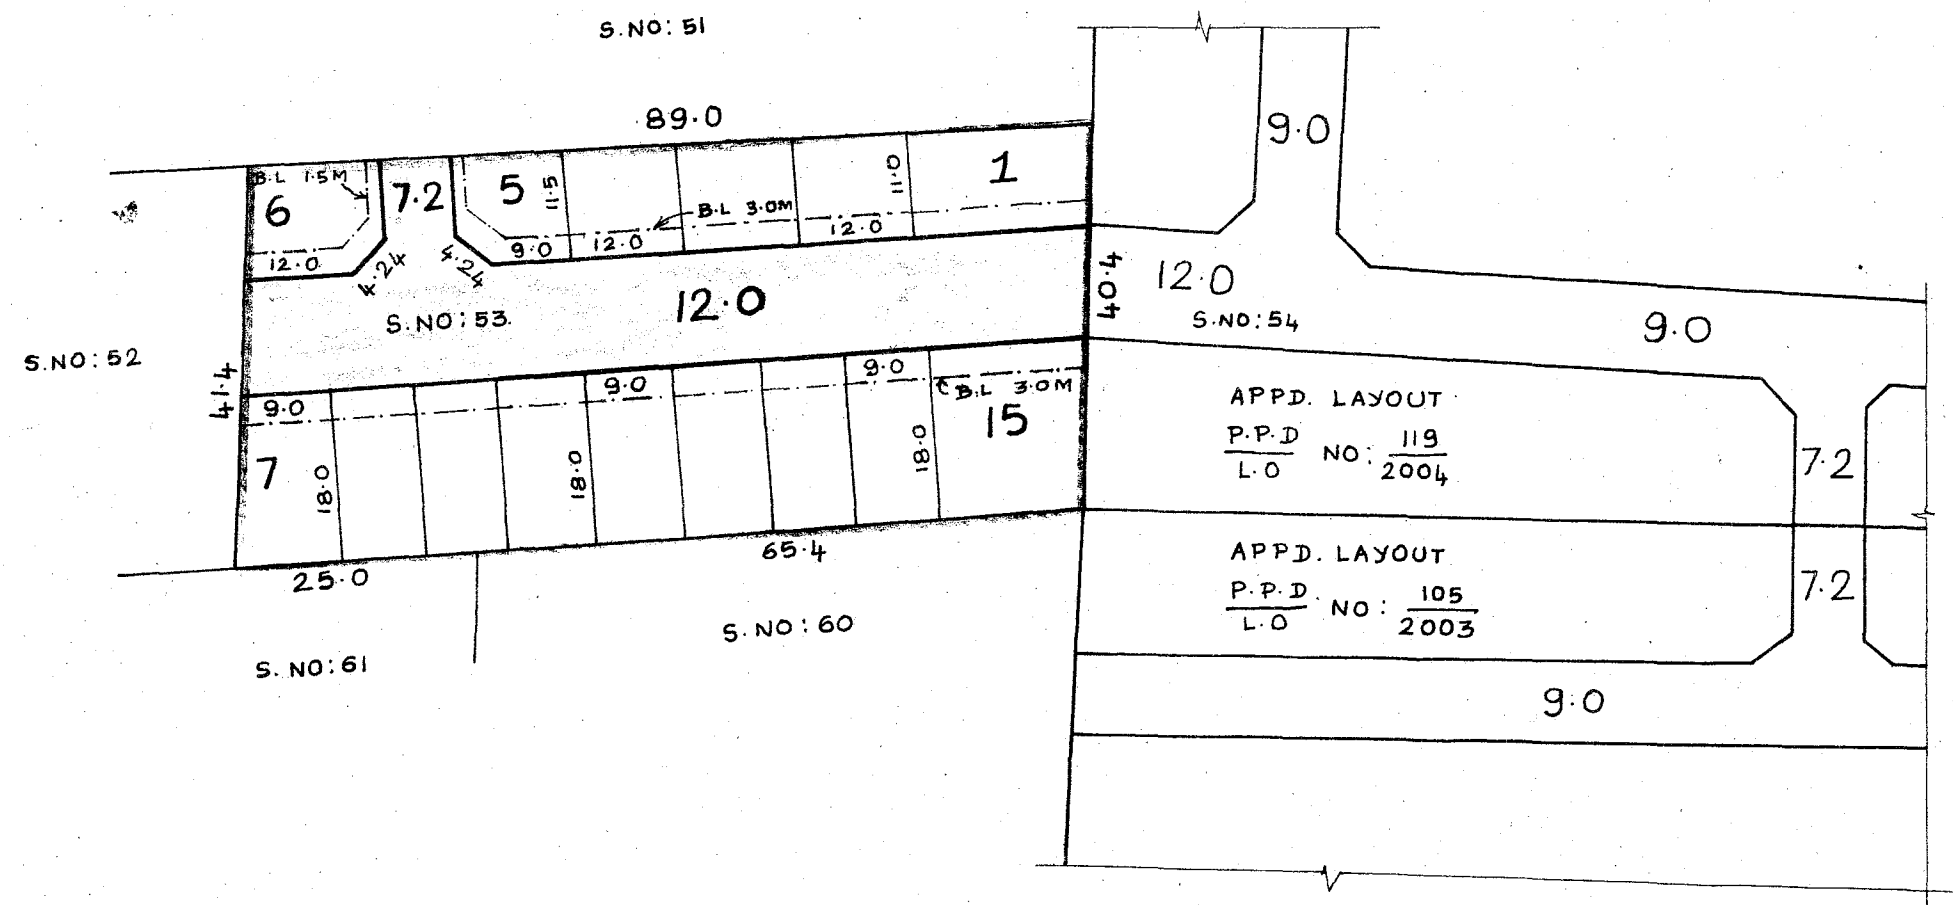 S.NO: 51
89.0
9.0
B.L 1.5M
6
7.2
5
11.5
B.L 3.0M
11.0
1
12.0
4.24
4.24
9.0
12.0
12.0
S.NO: 53.
12.0
40.4
12.0
S.NO: 54
9.0
S.NO: 52
41.4
9.0
9.0
9.0
B.L 3.0M
15
7
18.0
18.0
18.0
APPD. LAYOUT
P.P.D
L.O
NO: 119
2004
7.2
25.0
65.4
APPD. LAYOUT
P.P.D.
L.O
NO: 105
2003
7.2
S.NO: 60
S.NO: 61
9.0